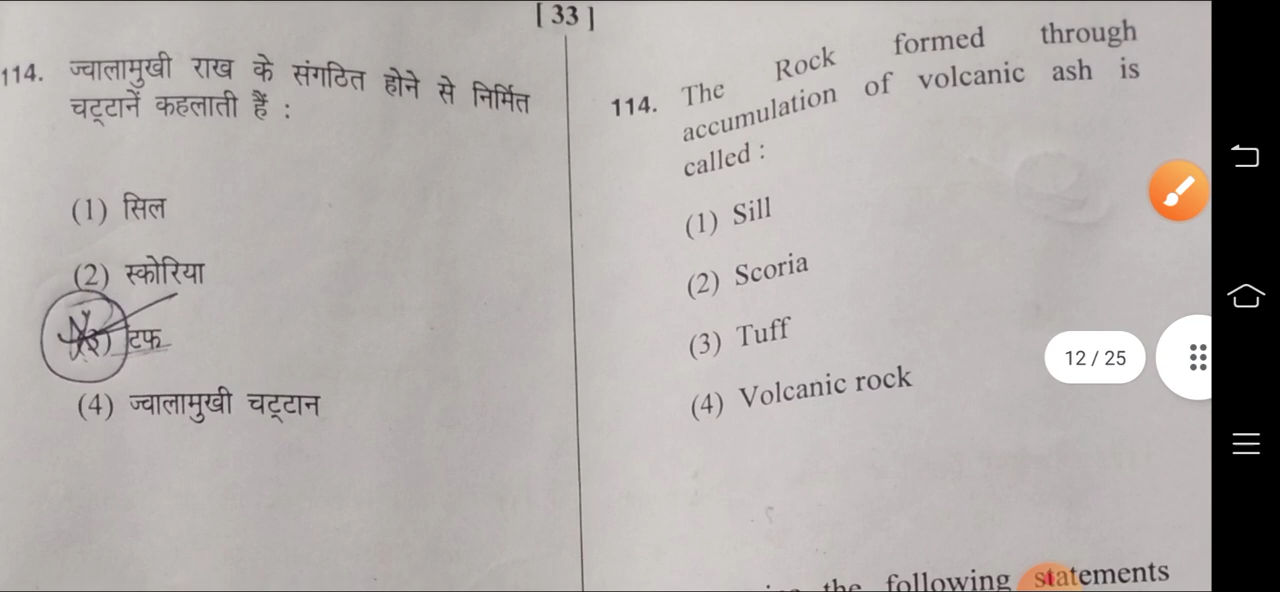 [ 33 ]
114. ज्वालामुखी राख के संगठित होने से निर्मित
चट्टानें कहलाती हैं :
(1) सिल
(2) स्कोरिया
(3) टफ
(4) ज्वालामुखी चट्टान
114. The Rock formed through
accumulation of volcanic ash is
called :
(1) Sill
(2) Scoria
(3) Tuff
(4) Volcanic rock
12 / 25
the following statements